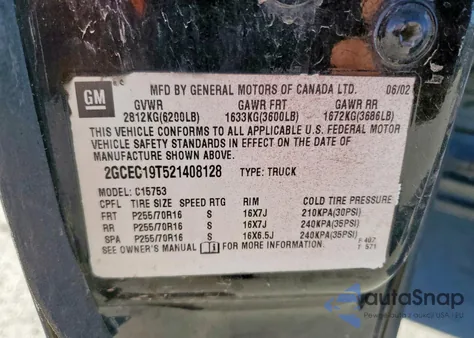 GM
MFD BY GENERAL MOTORS OF CANADA LTD. 06/02
GVWR GAWR FRT GAWR RR
2812KG(6200LB) 1633KG(3600LB) 1672KG(3686LB)
THIS VEHICLE CONFORMS TO ALL APPLICABLE U.S. FEDERAL MOTOR
VEHICLE SAFETY STANDARDS IN EFFECT ON THE DATE OF
MANUFACTURE SHOWN ABOVE.
2GCEC19T521408128 TYPE: TRUCK
MODEL: C15753
CPFL TIRE SIZE SPEED RTG RIM COLD TIRE PRESSURE
FRT P255/70R16 S 16X7J 210KPA(30PSI)
RR P255/70R16 S 16X7J 240KPA(35PSI)
SPA P255/70R16 S 16X6.5J 240KPA(35PSI)
SEE OWNER'S MANUAL FOR MORE INFORMATION.
F 487
T 571
autoSnap